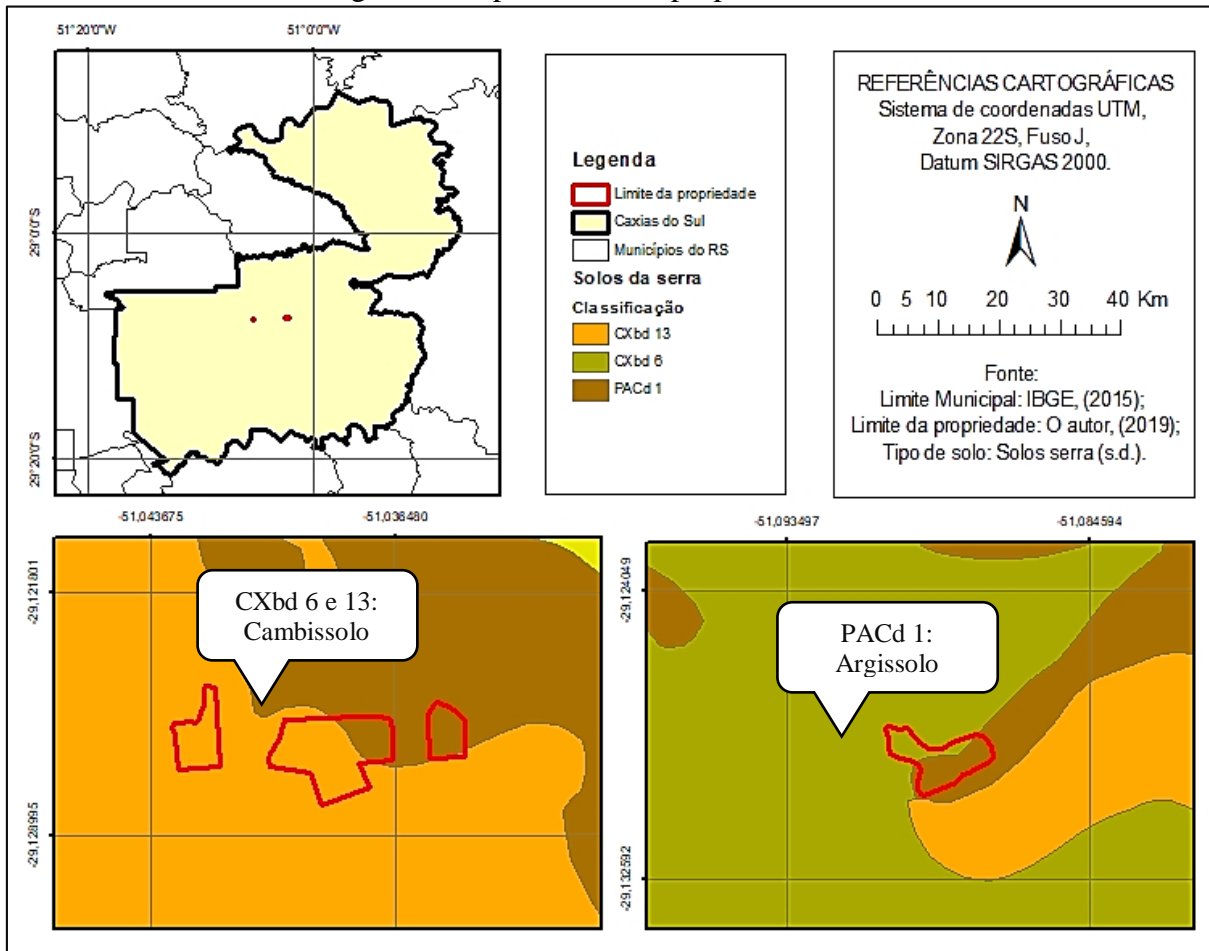 51°20'0"W
51°0'0"W
29°0'0"S
29°20'0"S
Legenda
Limite da propriedade
Caxias do Sul
Municípios do RS
Solos da serra
Classificação
CXbd 13
CXbd 6
PACd 1
REFERÊNCIAS CARTOGRÁFICAS
Sistema de coordenadas UTM,
Zona 22S, Fuso J,
Datum SIRGAS 2000.
N
0 5 10 20 30 40 Km
Fonte:
Limite Municipal: IBGE, (2015);
Limite da propriedade: O autor, (2019);
Tipo de solo: Solos serra (s.d.).
-51,043675
-51,036480
-29,121801
CXbd 6 e 13:
Cambissolo
-51,093497
-51,084594
-29,124049
PACd 1:
Argissolo
-29,132592